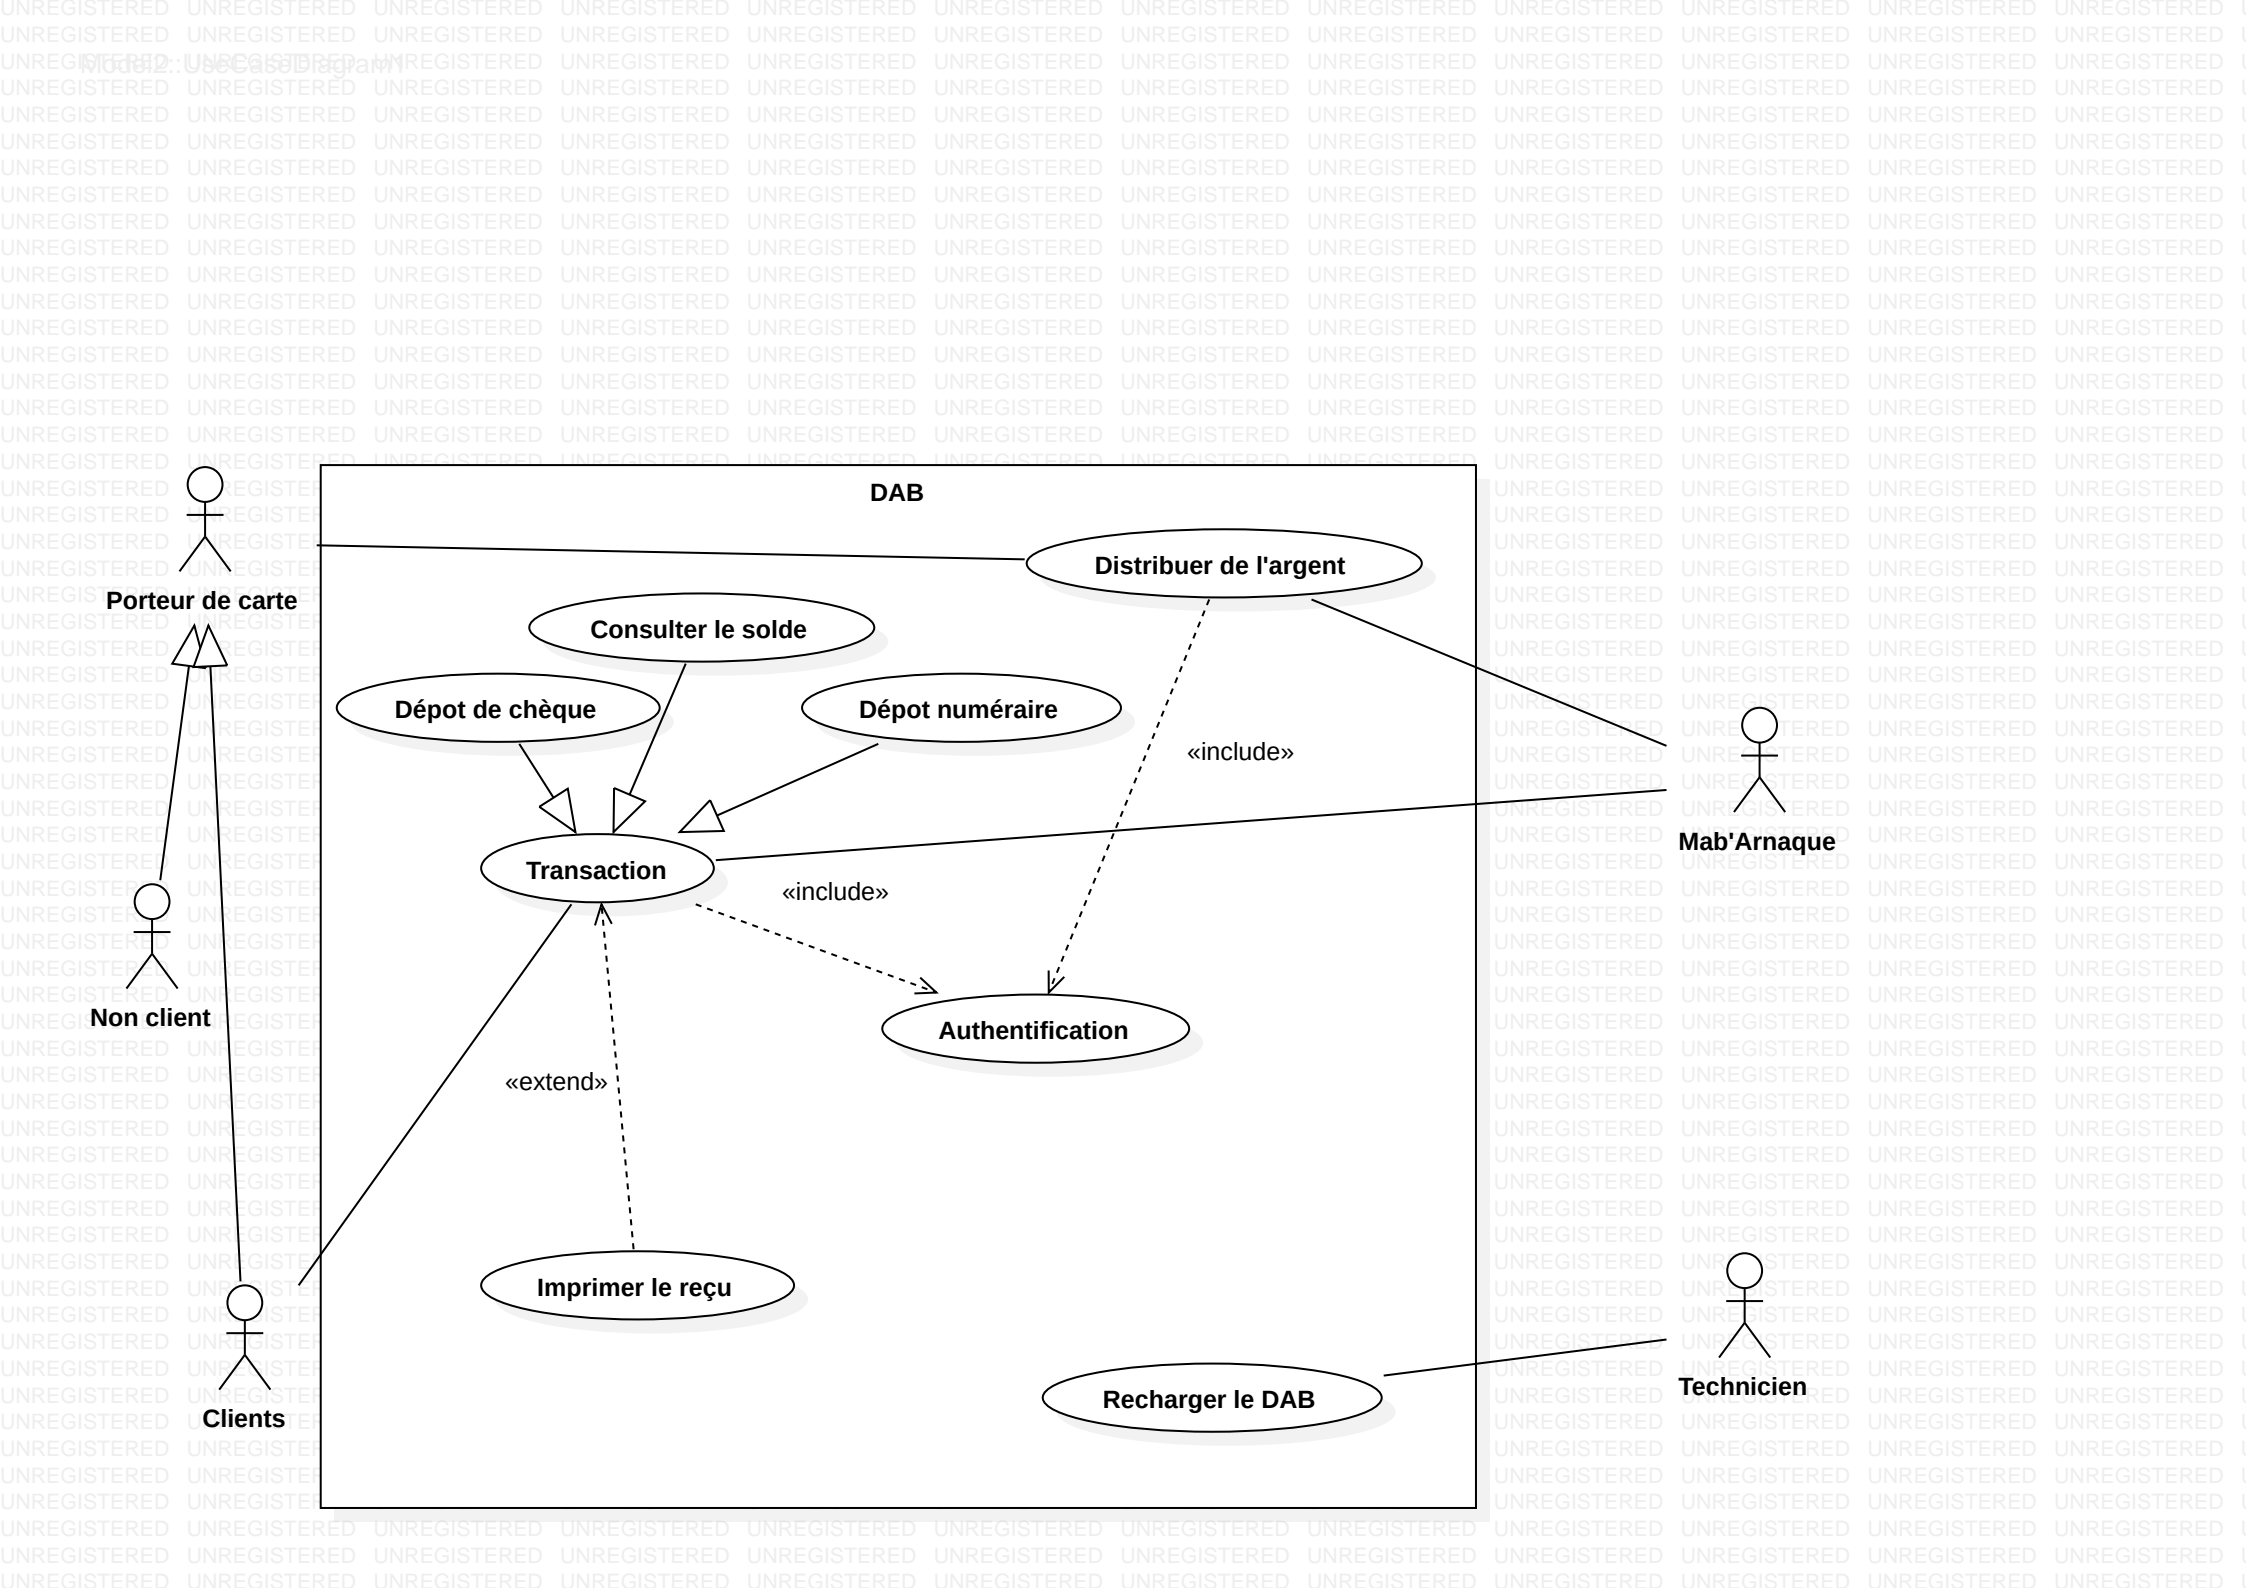 Model2::UseCaseDiagram1
DAB
Distribuer de l'argent
Porteur de carte
Consulter le solde
Dépot de chèque
Dépot numéraire
«include»
Mab'Arnaque
Transaction
«include»
Non client
Authentification
«extend»
Imprimer le reçu
Technicien
Recharger le DAB
Clients
UNREGISTERED